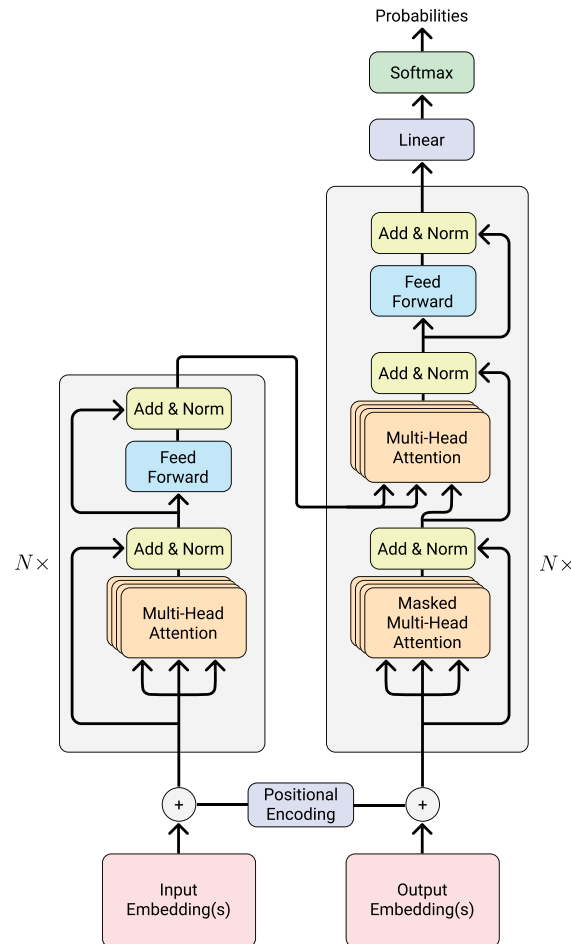 Probabilities
Softmax
Linear
Add & Norm
Feed
Forward
Add & Norm
Multi-Head
Attention
Add & Norm
Masked
Multi-Head
Attention
N×
Add & Norm
Feed
Forward
Add & Norm
Multi-Head
Attention
N×
+
Positional
Encoding
+
Input
Embedding(s)
Output
Embedding(s)